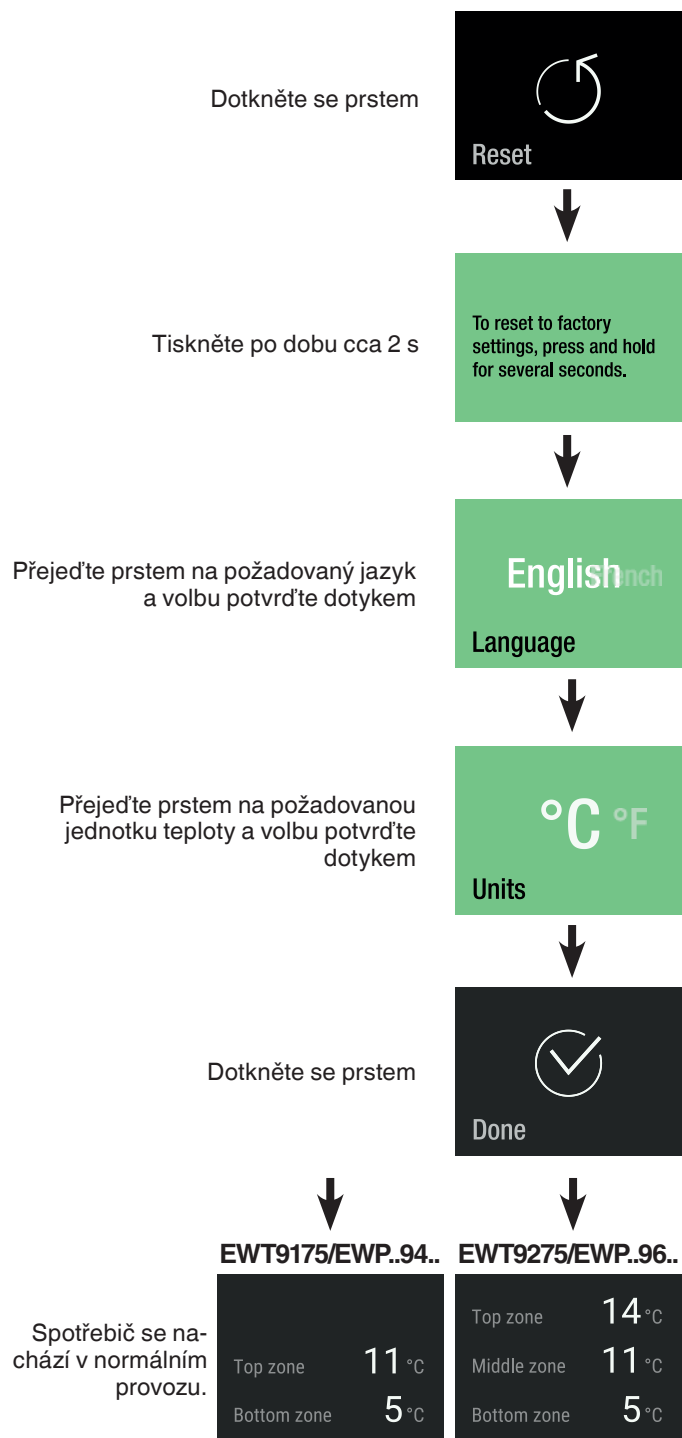 Dotkněte se prstem
Reset
Tiskněte po dobu cca 2 s
To reset to factory
settings, press and hold
for several seconds.
Přejeďte prstem na požadovaný jazyk
a volbu potvrďte dotykem
English French
Language
Přejeďte prstem na požadovanou
jednotku teploty a volbu potvrďte
dotykem
°C °F
Units
Dotkněte se prstem
Done
EWT9175/EWP..94.. EWT9275/EWP..96..
Spotřebič se na-
chází v normálním
provozu.
Top zone 11 °C
Bottom zone 5 °C
Top zone 14 °C
Middle zone 11 °C
Bottom zone 5 °C